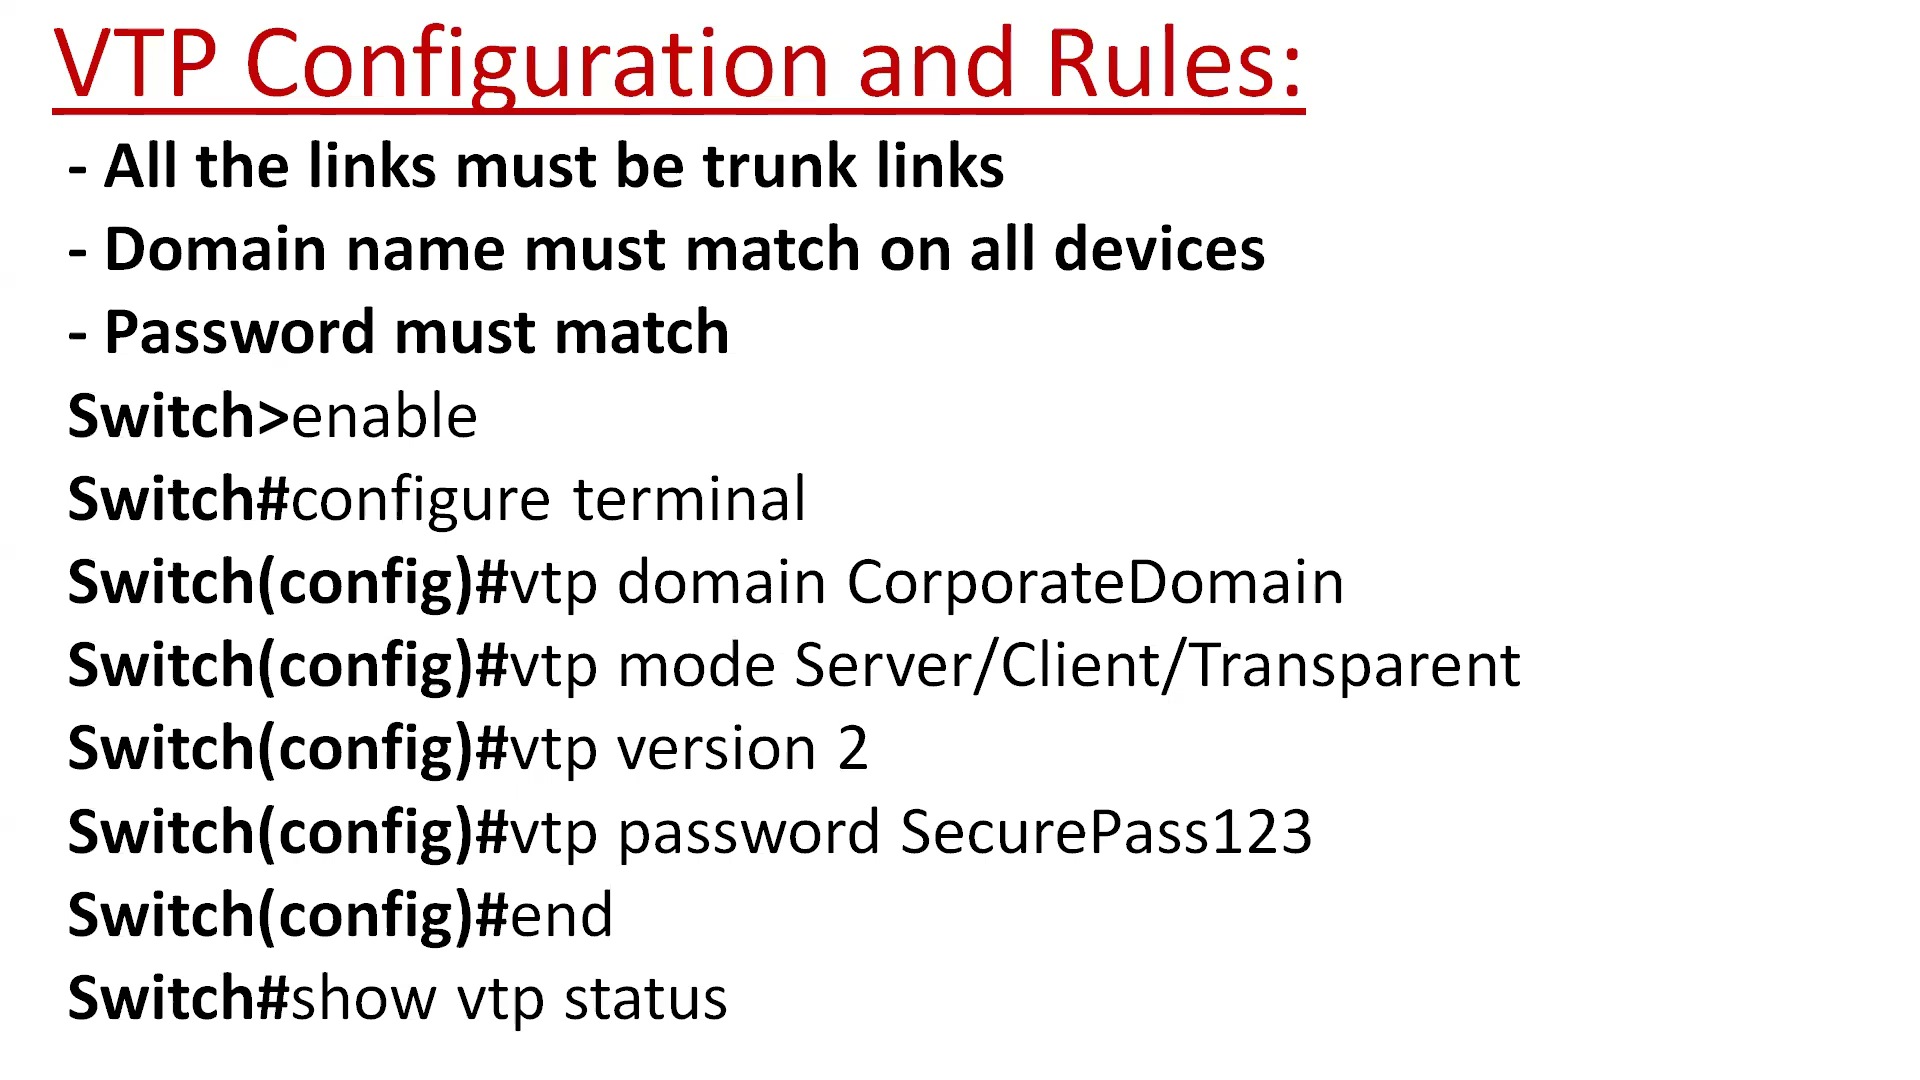 VTP Configuration and Rules:
- All the links must be trunk links
- Domain name must match on all devices
- Password must match
Switch>enable
Switch#configure terminal
Switch(config)#vtp domain CorporateDomain
Switch(config)#vtp mode Server/Client/Transparent
Switch(config)#vtp version 2
Switch(config)#vtp password SecurePass123
Switch(config)#end
Switch#show vtp status